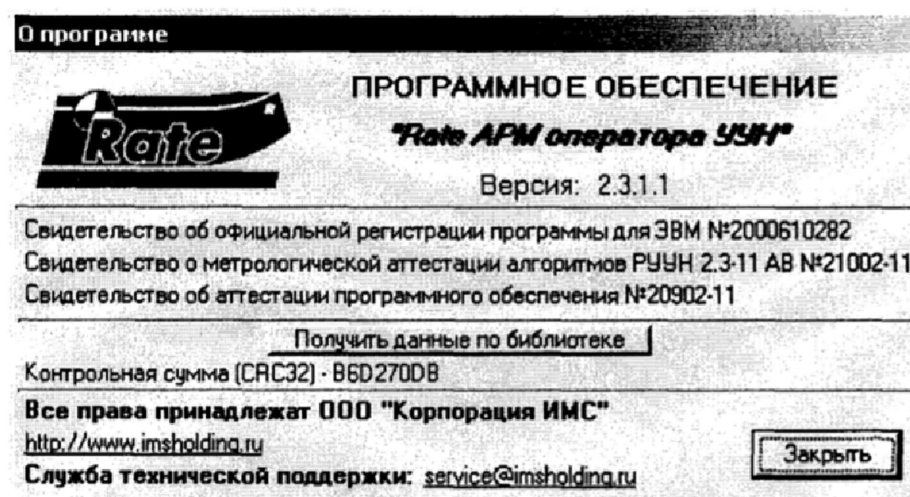 О программе
Rate
ПРОГРАММНОЕ ОБЕСПЕЧЕНИЕ
"Rate АРМ оператора УУН"
Версия: 2.3.1.1
Свидетельство об официальной регистрации программы для ЭВМ №2000610282
Свидетельство о метрологической аттестации алгоритмов РУУН 2.3-11 АВ №21002-11
Свидетельство об аттестации программного обеспечения №20902-11
Получить данные по библиотеке
Контрольная сумма (CRC32) - B6D270DB
Все права принадлежат ООО "Корпорация ИМС"
http://www.imsholding.ru
Закрыть
Служба технической поддержки: service@imsholding.ru